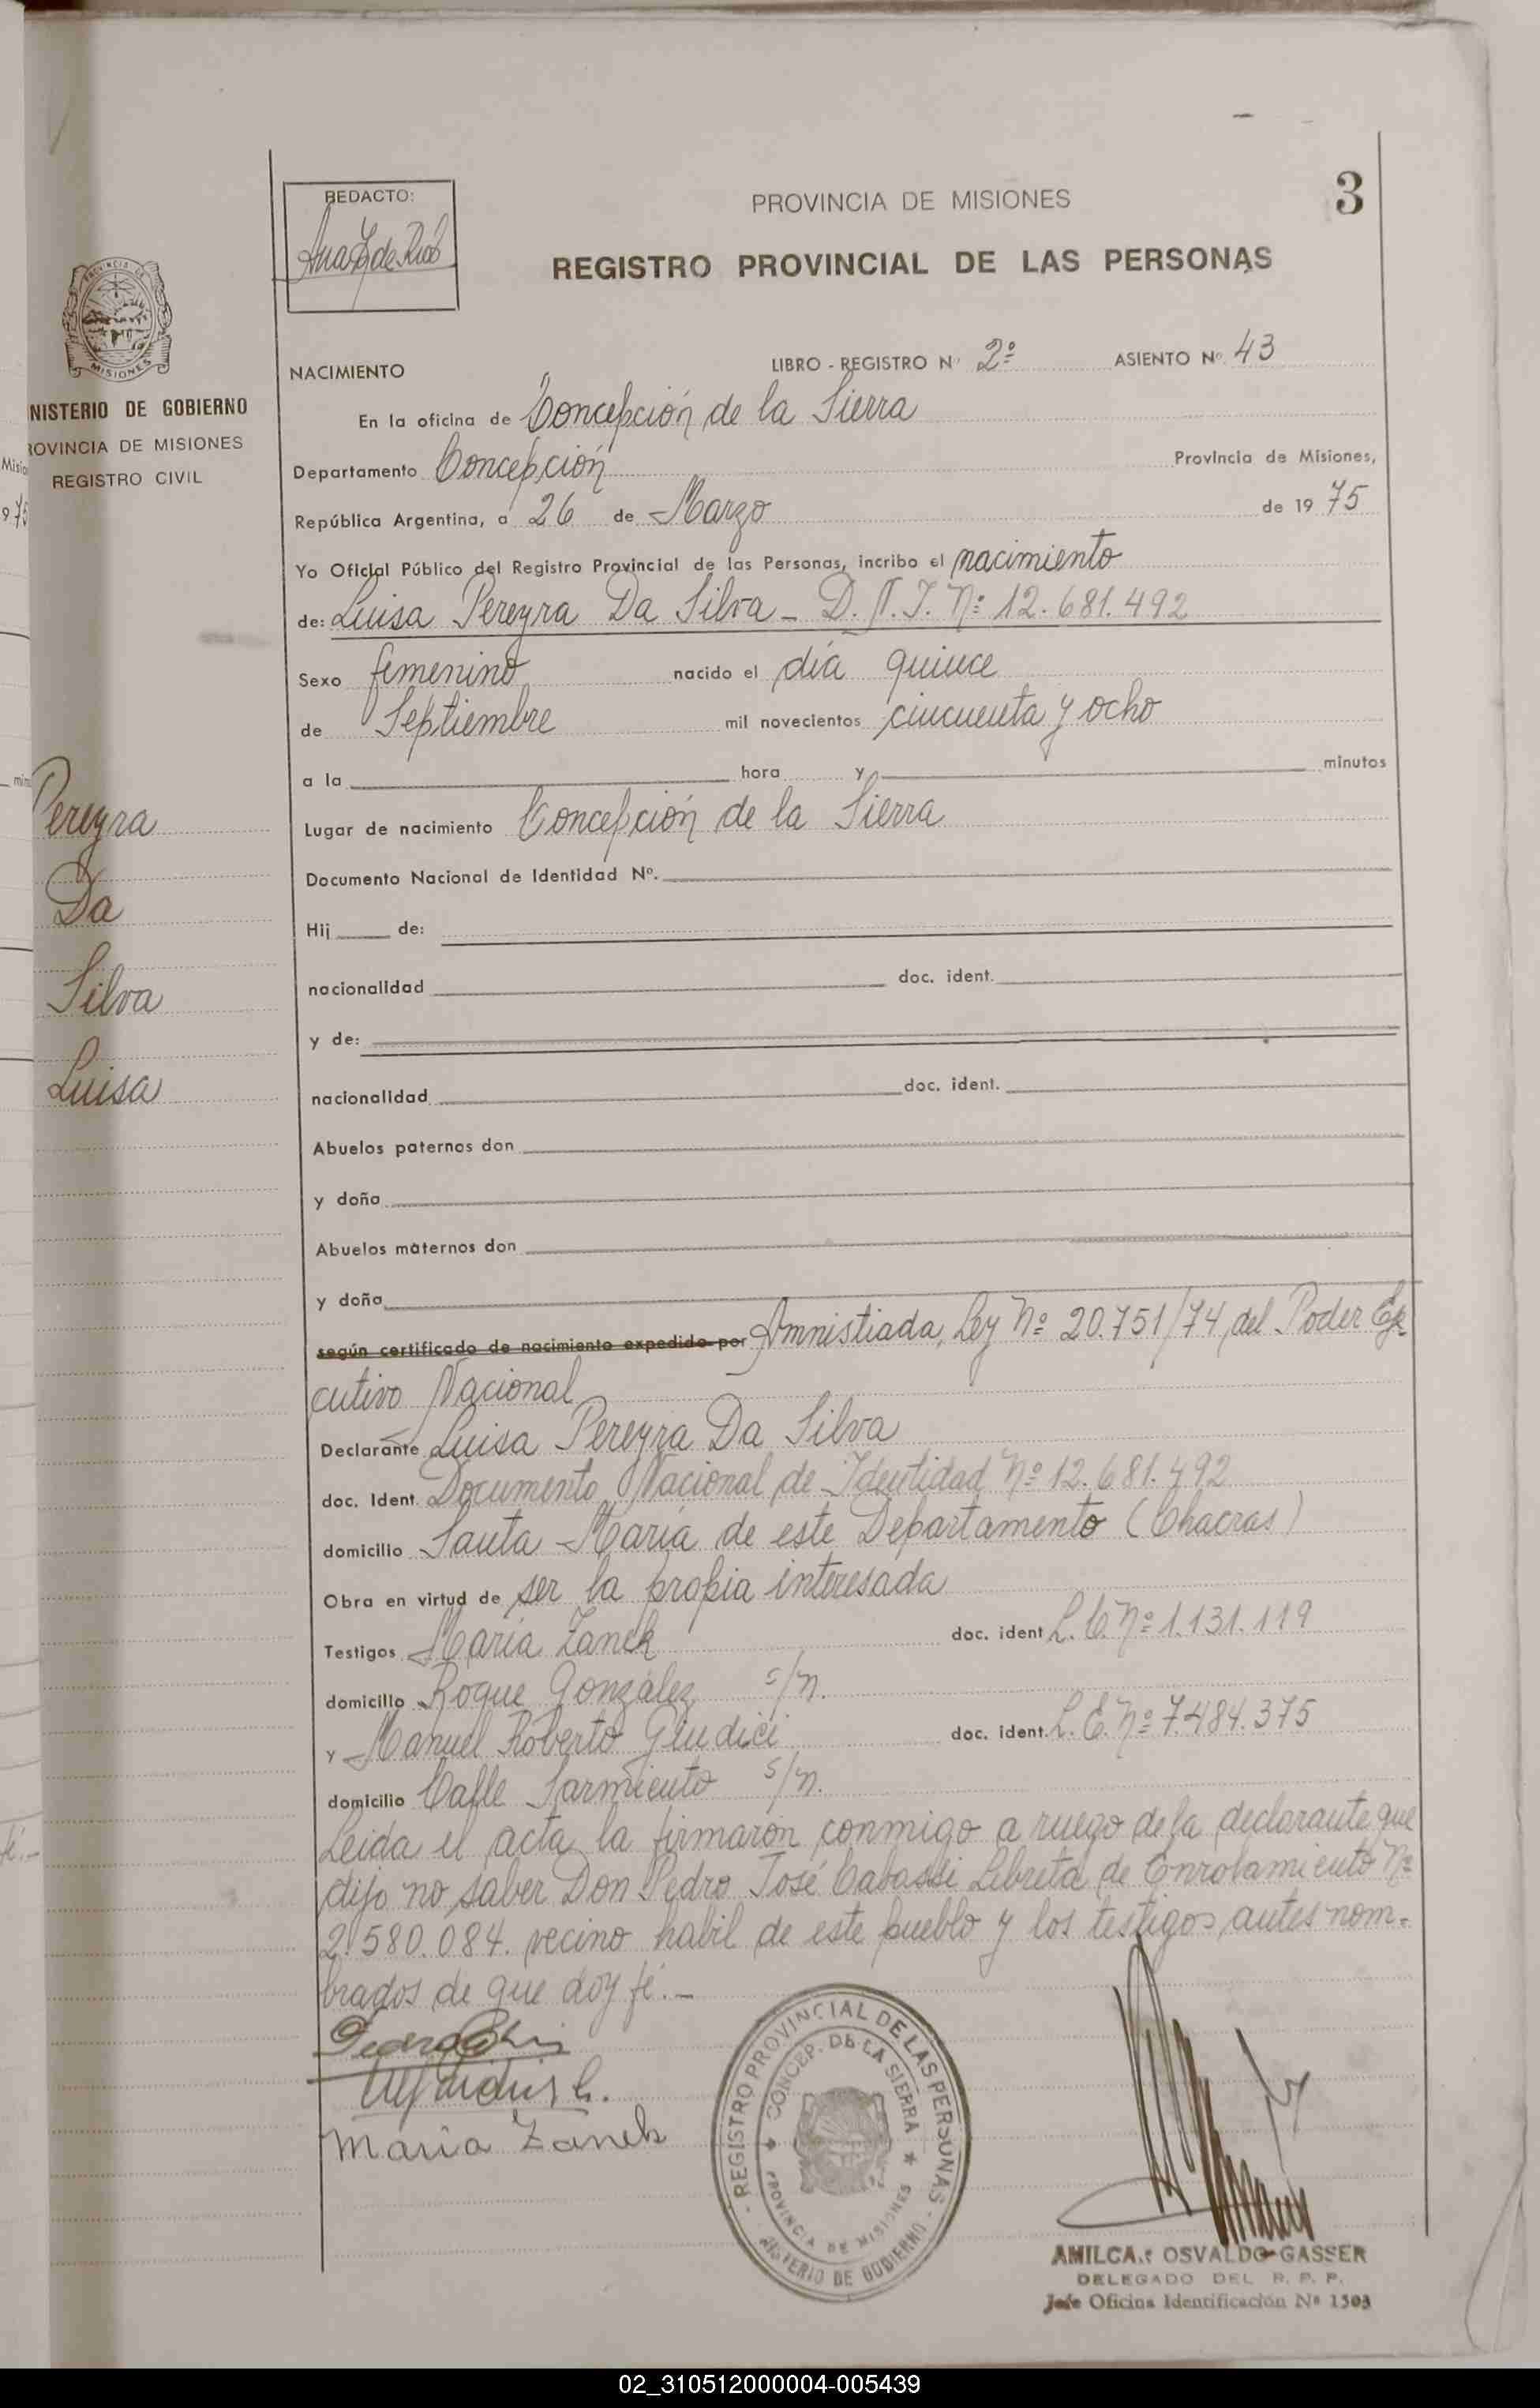 REDACTO:
PROVINCIA DE MISIONES
3
REGISTRO PROVINCIAL DE LAS PERSONAS
MISIONES
NISTERIO DE GOBIERNO
ROVINCIA DE MISIONES
REGISTRO CIVIL
NACIMIENTO
LIBRO - REGISTRO Nº 2º ASIENTO Nº 43
En la oficina de Concepción de la Sierra
Departamento Concepción Provincia de Misiones,
República Argentina, a 26 de Marzo de 1975
Yo Oficial Público del Registro Provincial de las Personas, incribo el nacimiento
de: Luisa Pereyra Da Silva - D.N.I. Nº 12.681.492
Sexo femenino nacido el día quince
de Septiembre mil novecientos cincuenta y ocho
a la hora y minutos
Pereyra
Da
Silva
Luisa
Lugar de nacimiento Concepción de la Sierra
Documento Nacional de Identidad Nº.
Hij de:
nacionalidad doc. ident.
y de:
nacionalidad doc. ident.
Abuelos paternos don
y doña
Abuelos maternos don
y doña
según certificado de nacimiento expedido por Amnistiada, Ley Nº 20.751/74 del Poder Eje
cutivo Nacional
Declarante Luisa Pereyra Da Silva
doc. Ident. Documento Nacional de Identidad Nº 12.681.492
domicilio Santa María de este Departamento (Chacras)
Obra en virtud de ser la propia interesada
Testigos María Zanek doc. ident L.C. Nº 1.131.119
domicilio Roque González s/n.
y Manuel Roberto Giudici doc. ident. L.E. Nº 7.484.375
domicilio Calle Sarmiento s/n.
Leida el acta la firmaron conmigo a ruego de la declarante que
dijo no saber Don Pedro José Cabassi Libreta de Enrolamiento Nº
2.580.084. vecino habil de este pueblo y los testigos antes nom-
brados de que doy fé.-
Maria Zanek
REGISTRO PROVINCIAL DE LAS PERSONAS
CONCEP. DE LA SIERRA
PROVINCIA DE MISIONES
NISTERIO DE GOBIERNO
AMILCAR OSVALDO GASSER
DELEGADO DEL R. P. P.
Jefe Oficina Identificación Nº 1503
02_310512000004-005439